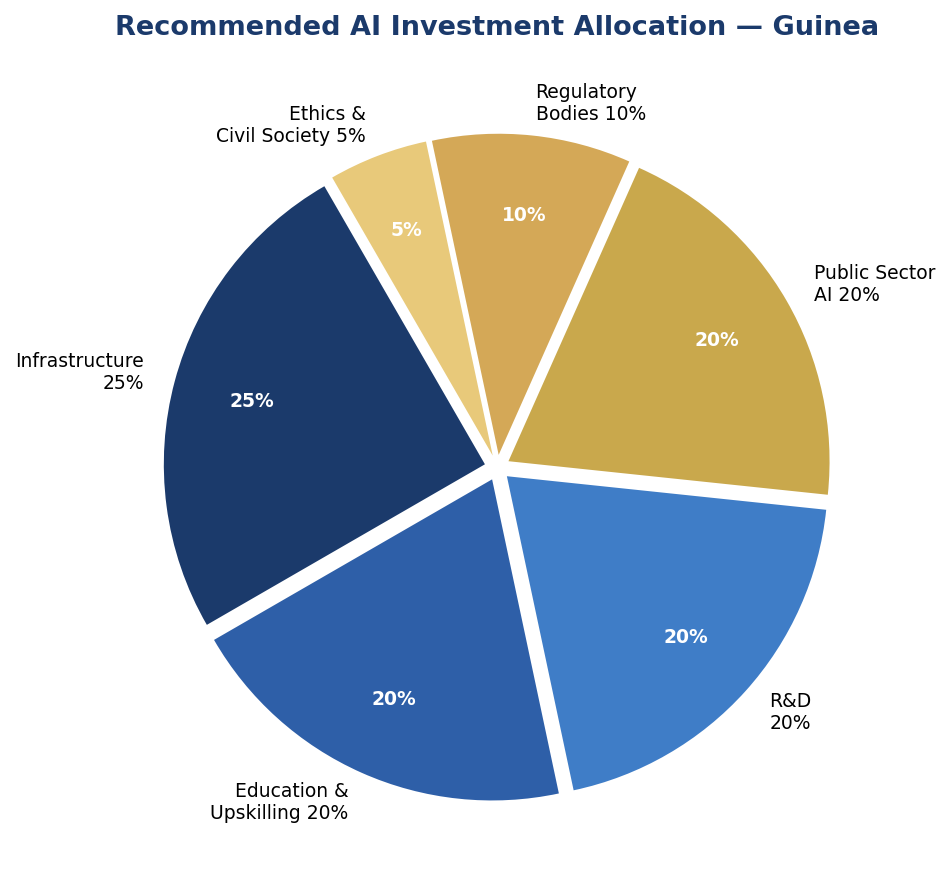 Recommended AI Investment Allocation — Guinea
Regulatory
Bodies 10%
Ethics &
Civil Society 5%
10%
5%
Public Sector
AI 20%
20%
Infrastructure
25%
25%
20%
R&D
20%
20%
Education &
Upskilling 20%